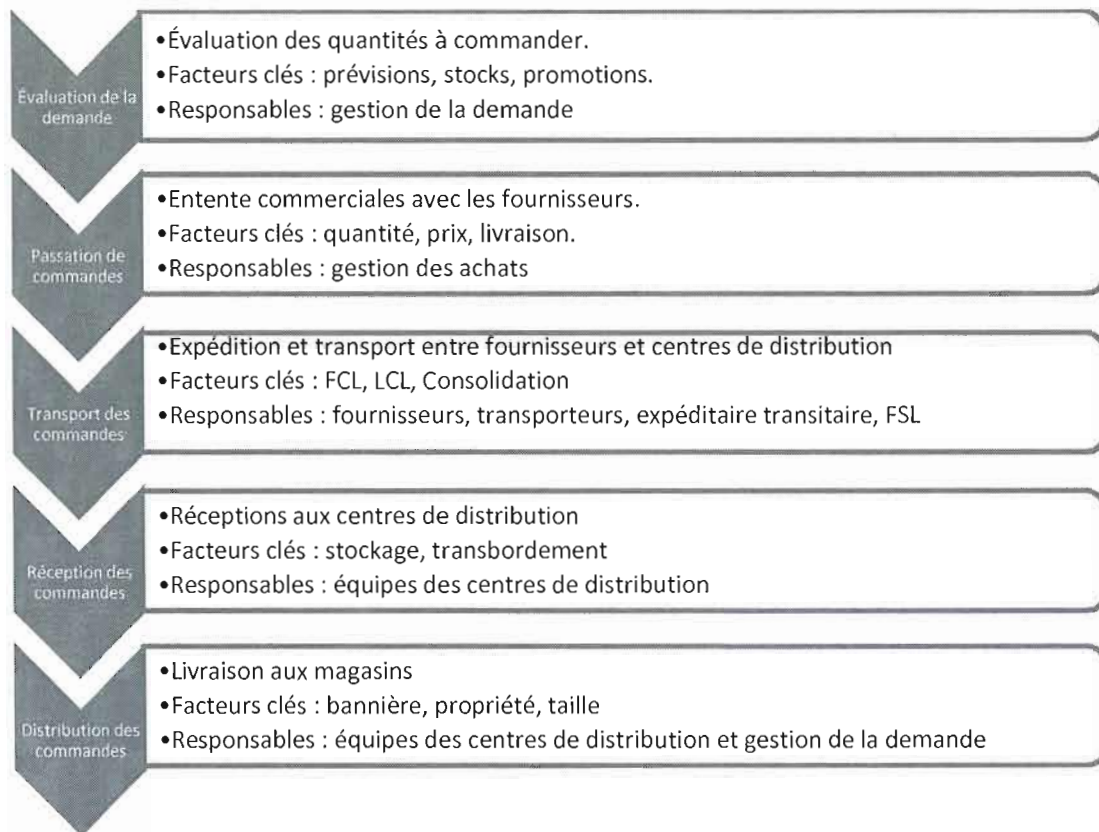 Évaluation de la
demande
•Évaluation des quantités à commander.
•Facteurs clés : prévisions, stocks, promotions.
•Responsables : gestion de la demande
Passation de
commandes
•Entente commerciales avec les fournisseurs.
•Facteurs clés : quantité, prix, livraison.
•Responsables : gestion des achats
Transport des
commandes
•Expédition et transport entre fournisseurs et centres de distribution
•Facteurs clés : FCL, LCL, Consolidation
•Responsables : fournisseurs, transporteurs, expéditaire transitaire, FSL
Réception des
commandes
•Réceptions aux centres de distribution
•Facteurs clés : stockage, transbordement
•Responsables : équipes des centres de distribution
Distribution des
commandes
•Livraison aux magasins
•Facteurs clés : bannière, propriété, taille
•Responsables : équipes des centres de distribution et gestion de la demande